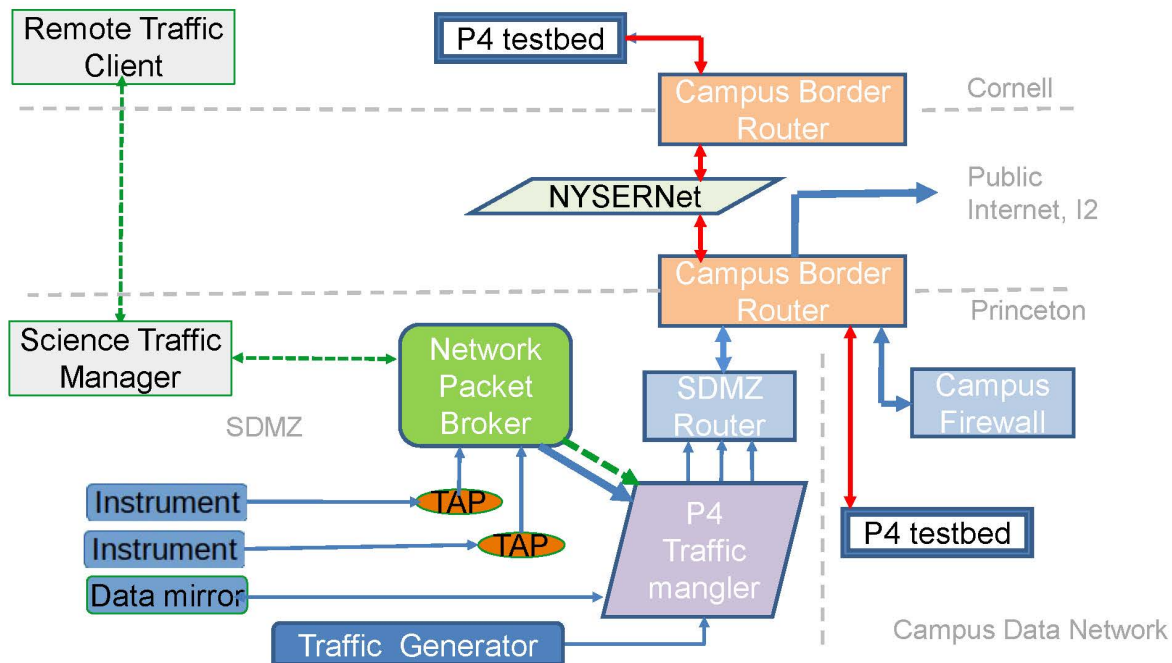 Remote Traffic
Client
P4 testbed
Campus Border
Router
Cornell
NYSERNet
Public
Internet, I2
Campus Border
Router
Princeton
Science Traffic
Manager
Network
Packet
Broker
SDMZ
Router
Campus
Firewall
SDMZ
Instrument
TAP
Instrument
TAP
P4
Traffic
mangler
P4 testbed
Data mirror
Traffic Generator
Campus Data Network